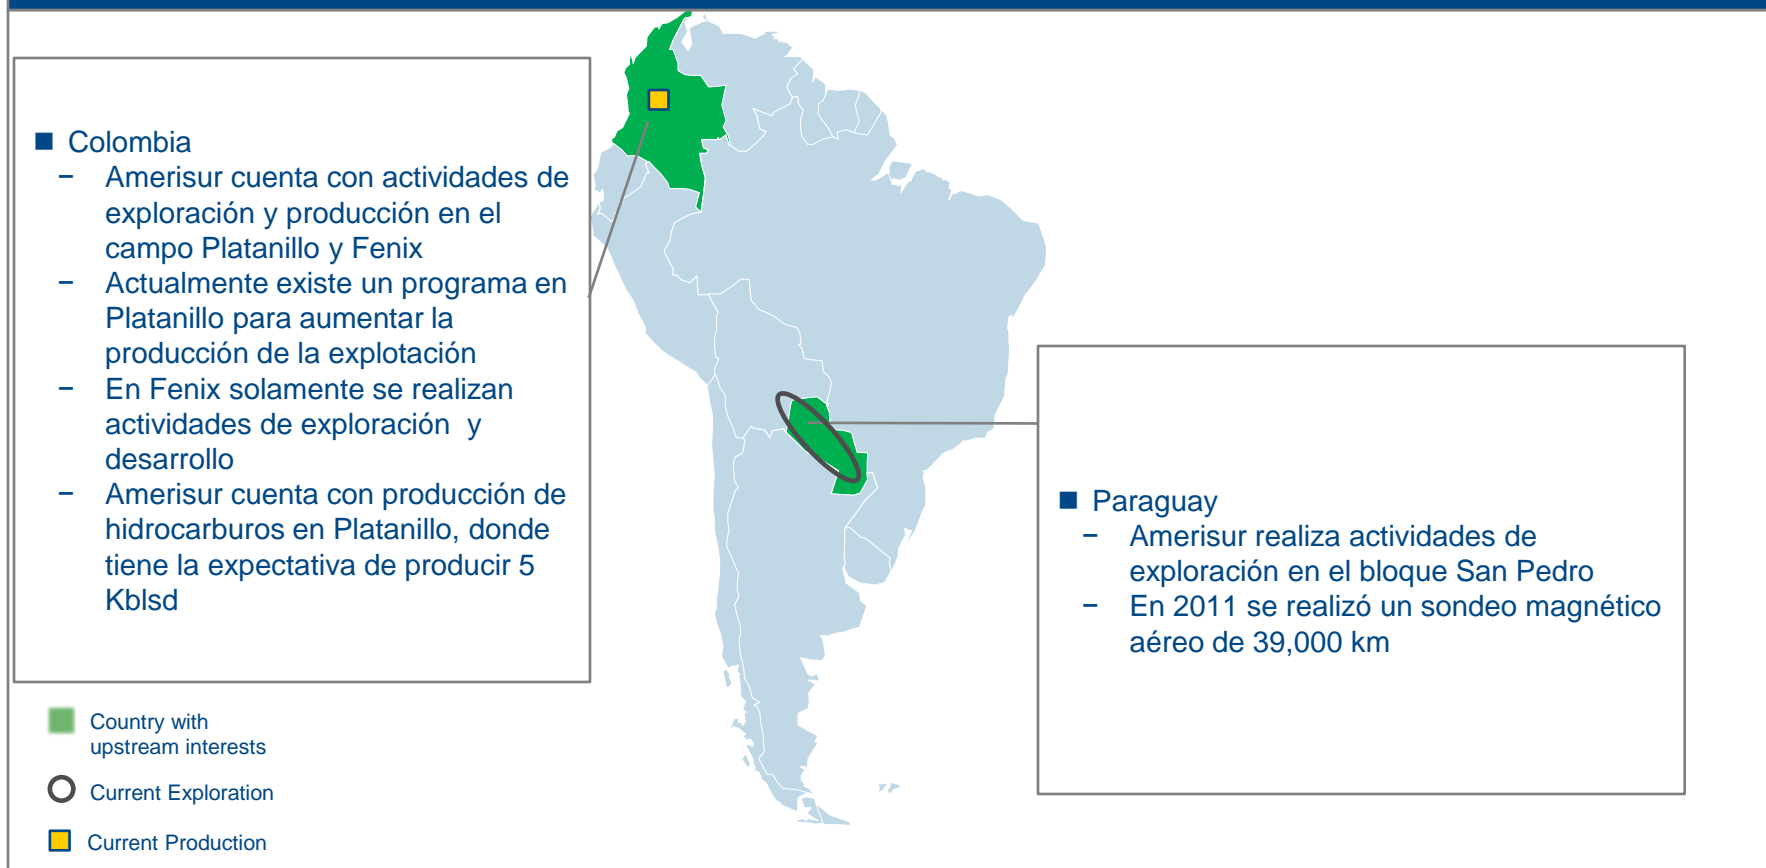 ■ Colombia
− Amerisur cuenta con actividades de
exploración y producción en el
campo Platanillo y Fenix
− Actualmente existe un programa en
Platanillo para aumentar la
producción de la explotación
− En Fenix solamente se realizan
actividades de exploración y
desarrollo
− Amerisur cuenta con producción de
hidrocarburos en Platanillo, donde
tiene la expectativa de producir 5
Kblsd
■ Paraguay
− Amerisur realiza actividades de
exploración en el bloque San Pedro
− En 2011 se realizó un sondeo magnético
aéreo de 39,000 km
Country with
upstream interests
Current Exploration
Current Production